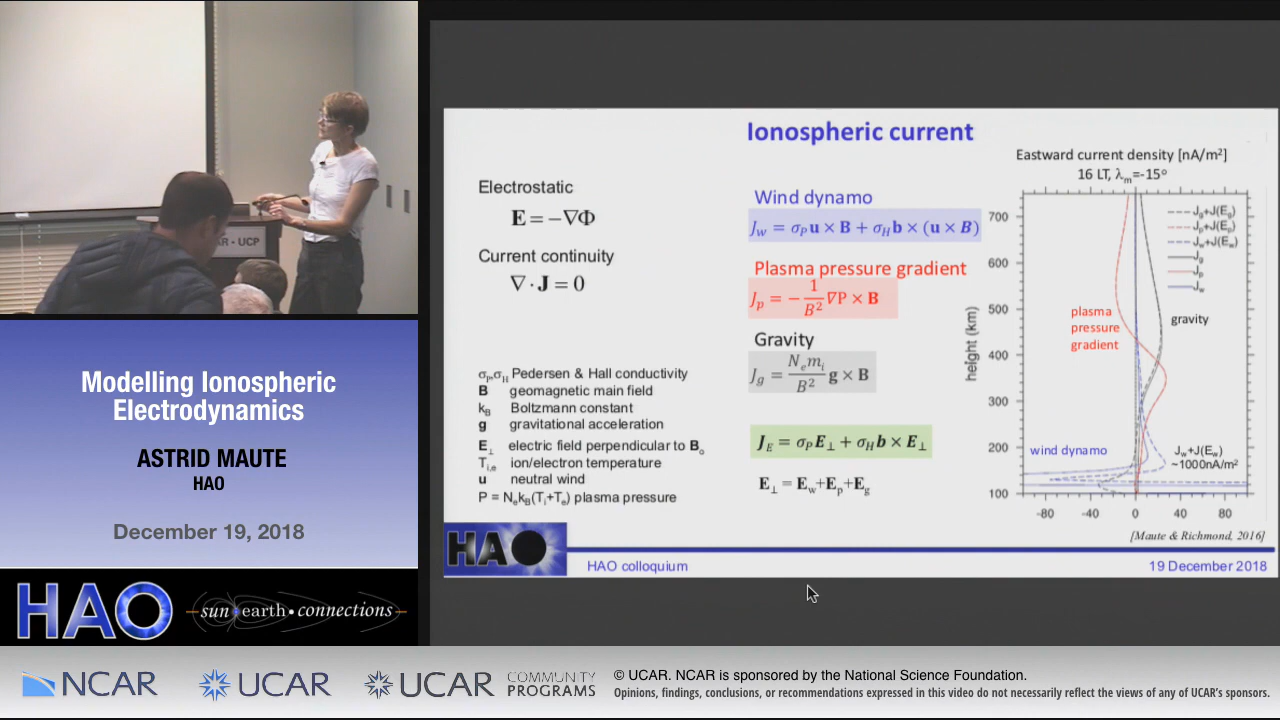 AR • UCP
Modelling Ionospheric
Electrodynamics
ASTRID MAUTE
HAO
December 19, 2018
HAO
sun earth • connections
Ionospheric current
Electrostatic
E = −∇Φ
Current continuity
∇ · J = 0
σP,σH Pedersen & Hall conductivity
B geomagnetic main field
kB Boltzmann constant
g gravitational acceleration
E⊥ electric field perpendicular to Bo
Ti,e ion/electron temperature
u neutral wind
P = NekB(Ti+Te) plasma pressure
Wind dynamo
Jw = σP u × B + σH b × (u × B)
Plasma pressure gradient
Jp = − 1/B² ∇P × B
Gravity
Jg = Nemi/B² g × B
JE = σP E⊥ + σH b × E⊥
E⊥ = Ew+Ep+Eg
Eastward current density [nA/m²]
16 LT, λm=-15°
700
600
500
400
300
200
100
height (km)
-80 -40 0 40 80
Jg+J(Eg)
Jp+J(Ep)
Jw+J(Ew)
Jg
Jp
Jw
plasma
pressure
gradient
gravity
wind dynamo
Jw+J(Ew)
~1000nA/m²
[Maute & Richmond, 2016]
HAO
HAO colloquium
19 December 2018
NCAR
UCAR
UCAR
COMMUNITY
PROGRAMS
© UCAR. NCAR is sponsored by the National Science Foundation.
Opinions, findings, conclusions, or recommendations expressed in this video do not necessarily reflect the views of any of UCAR's sponsors.